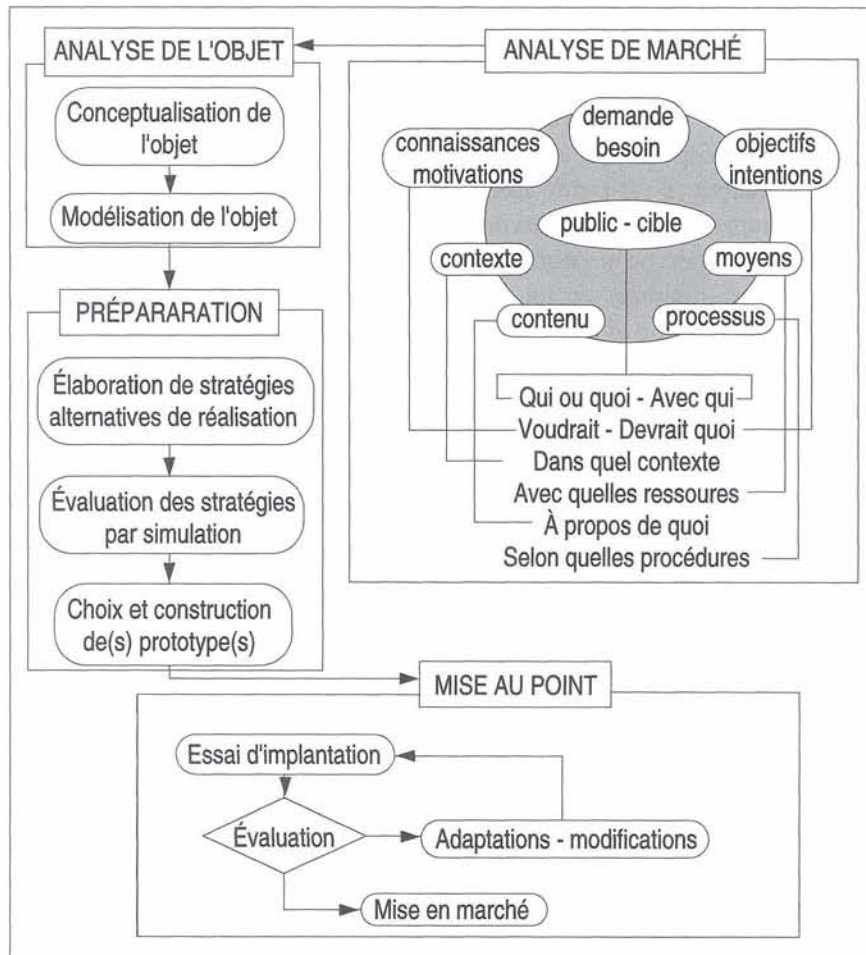 ANALYSE DE L'OBJET
Conceptualisation de
l'objet
Modélisation de l'objet
PRÉPARARATION
Élaboration de stratégies
alternatives de réalisation
Évaluation des stratégies
par simulation
Choix et construction
de(s) prototype(s)
ANALYSE DE MARCHÉ
demande
besoin
connaissances
motivations
objectifs
intentions
public - cible
contexte
moyens
contenu
processus
Qui ou quoi - Avec qui
Voudrait - Devrait quoi
Dans quel contexte
Avec quelles ressoures
À propos de quoi
Selon quelles procédures
MISE AU POINT
Essai d'implantation
Évaluation
Adaptations - modifications
Mise en marché